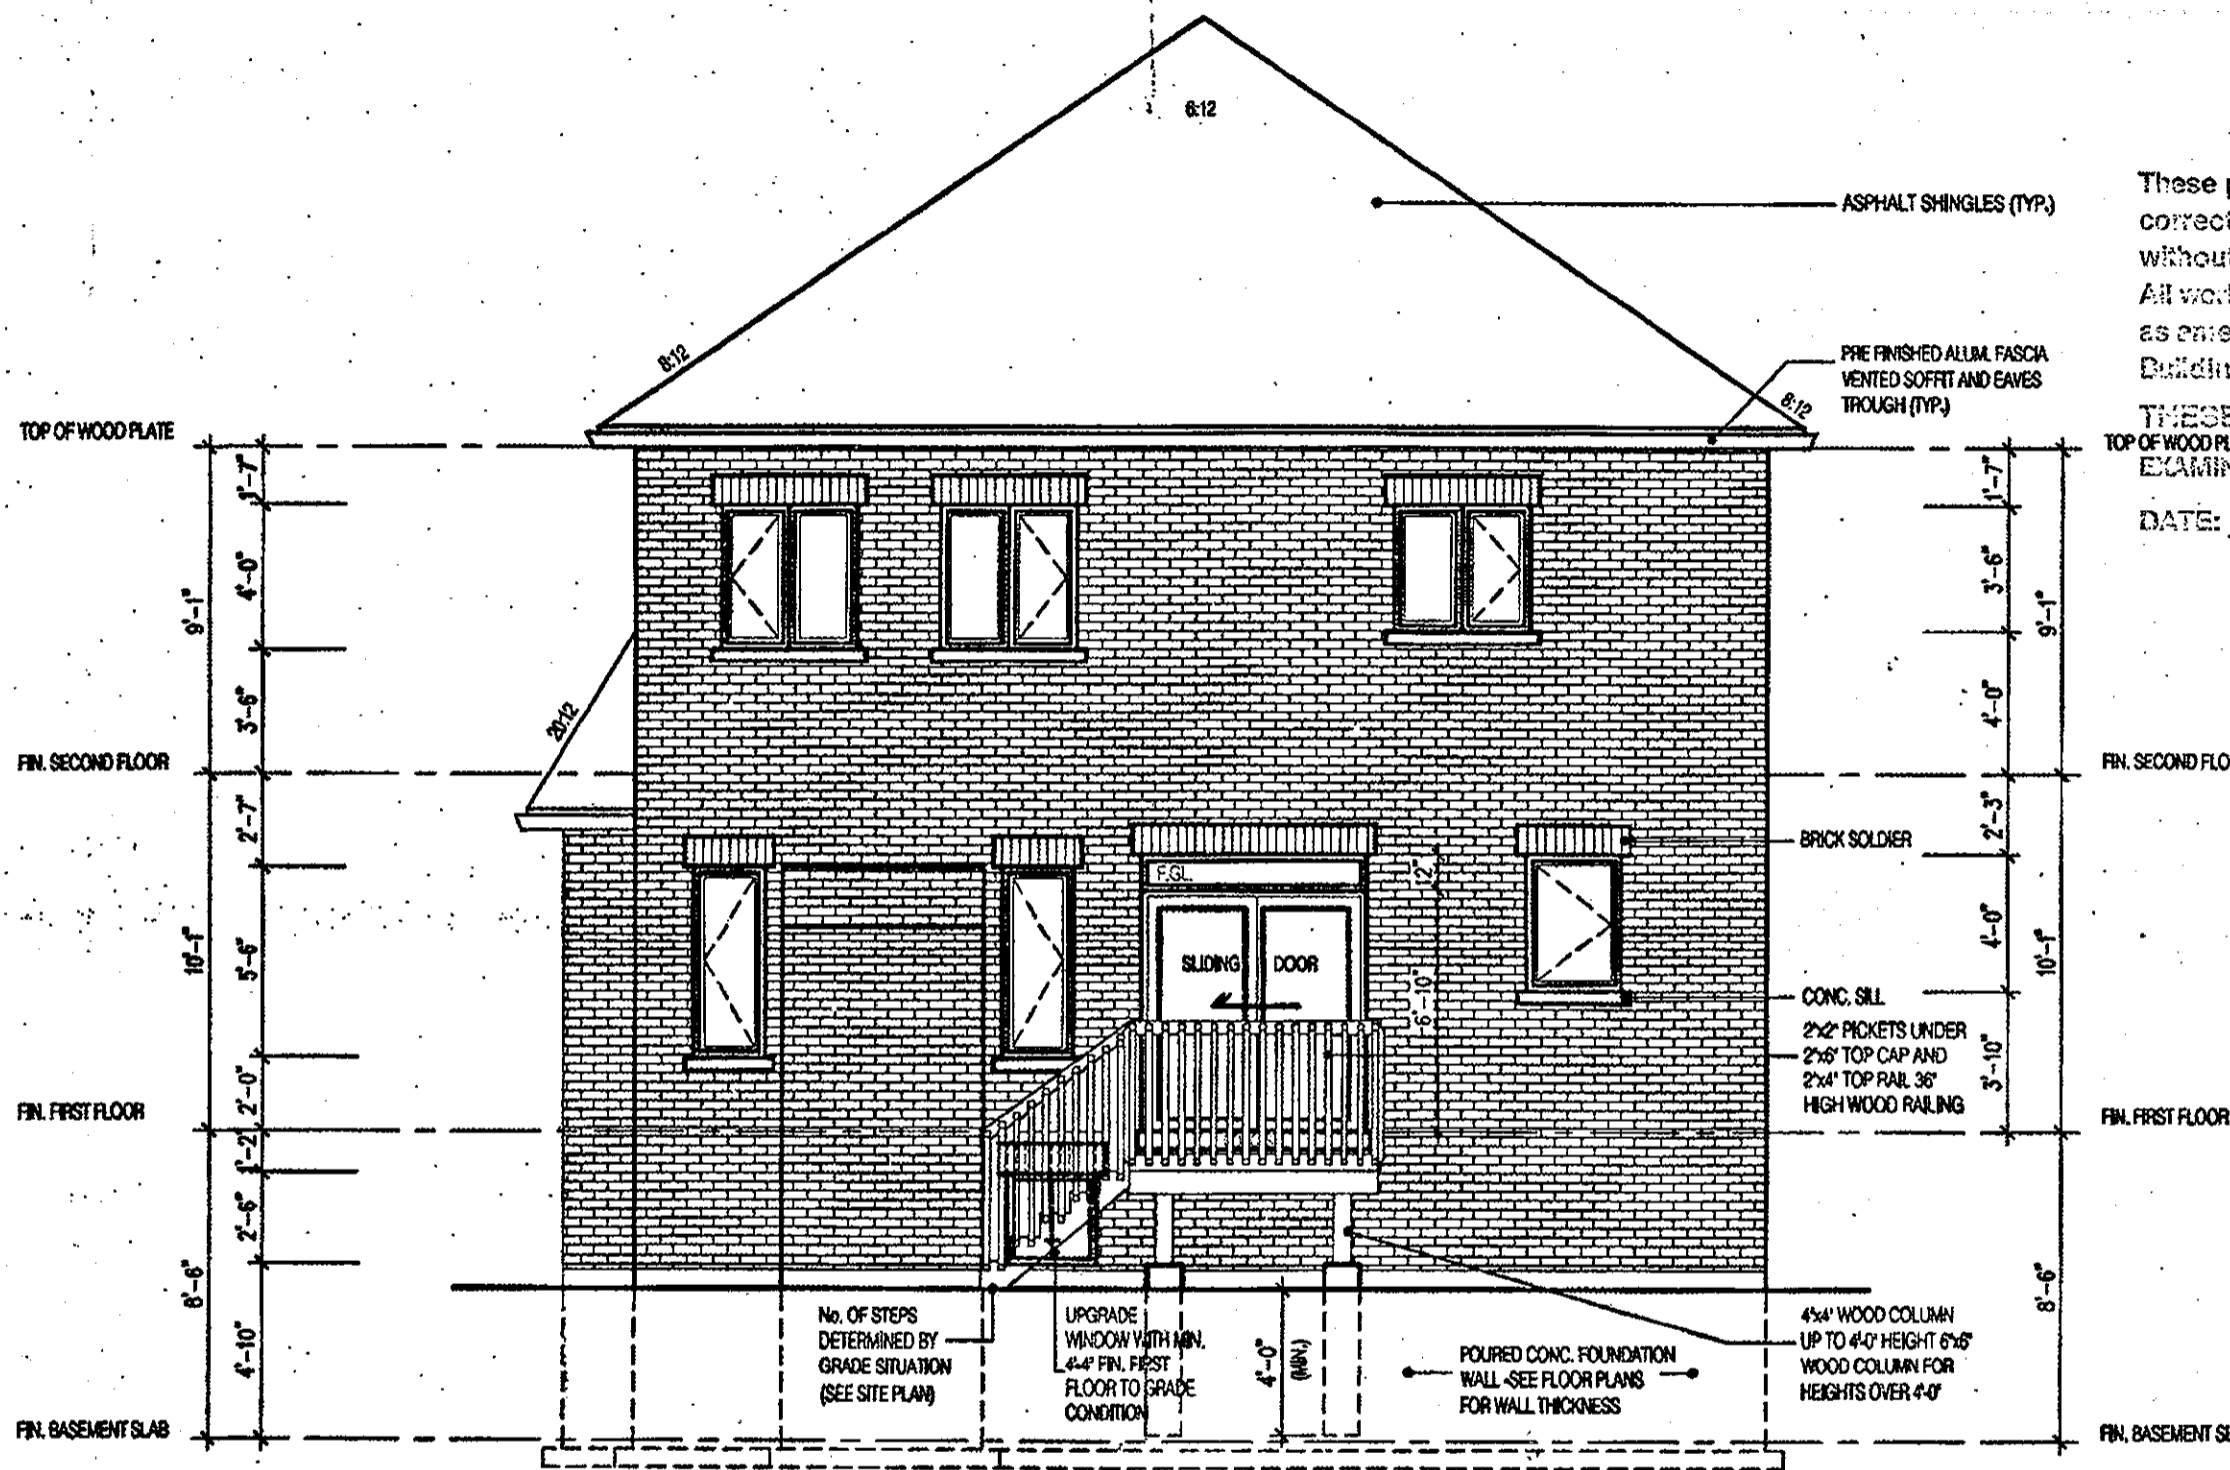 6:12
ASPHALT SHINGLES (TYP.)
These
correct
without
All
as
THESE
EXAMIN
DATE:
8:12
8:12
PRE FINISHED ALUM. FASCIA
VENTED SOFFIT AND EAVES
TROUGH (TYP.)
TOP OF WOOD PLATE
TOP OF WOOD
1'-7"
4'-0"
3'-6"
9'-1"
20:12
FIN. SECOND FLOOR
2'-7"
5'-6"
2'-0"
10'-1"
FIN. FIRST FLOOR
1'-2"
2'-6"
4'-10"
8'-6"
FIN. BASEMENT SLAB
F.GL.
SLIDING DOOR
12"
6'-10"
1'-7"
3'-6"
4'-0"
9'-1"
FIN. SECOND FLO
2'-3"
4'-0"
3'-10"
10'-1"
FIN. FIRST FLOOR
8'-6"
FIN. BASEMENT
BRICK SOLDIER
CONC. SILL
2"x2" PICKETS UNDER
2"x6" TOP CAP AND
2"x4" TOP RAIL 36"
HIGH WOOD RAILING
No. OF STEPS
DETERMINED BY
GRADE SITUATION
(SEE SITE PLAN)
UPGRADE
WINDOW WITH MIN.
4'-4" FIN. FIRST
FLOOR TO GRADE
CONDITION
4'-0"
(MIN.)
POURED CONC. FOUNDATION
WALL -SEE FLOOR PLANS
FOR WALL THICKNESS
4"x4" WOOD COLUMN
UP TO 4'-0" HEIGHT 6"x6"
WOOD COLUMN FOR
HEIGHTS OVER 4'-0"